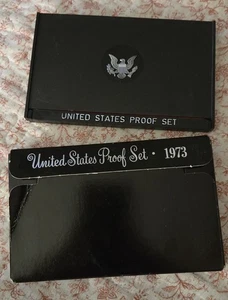 UNITED STATES PROOF SET
United States Proof Set • 1973